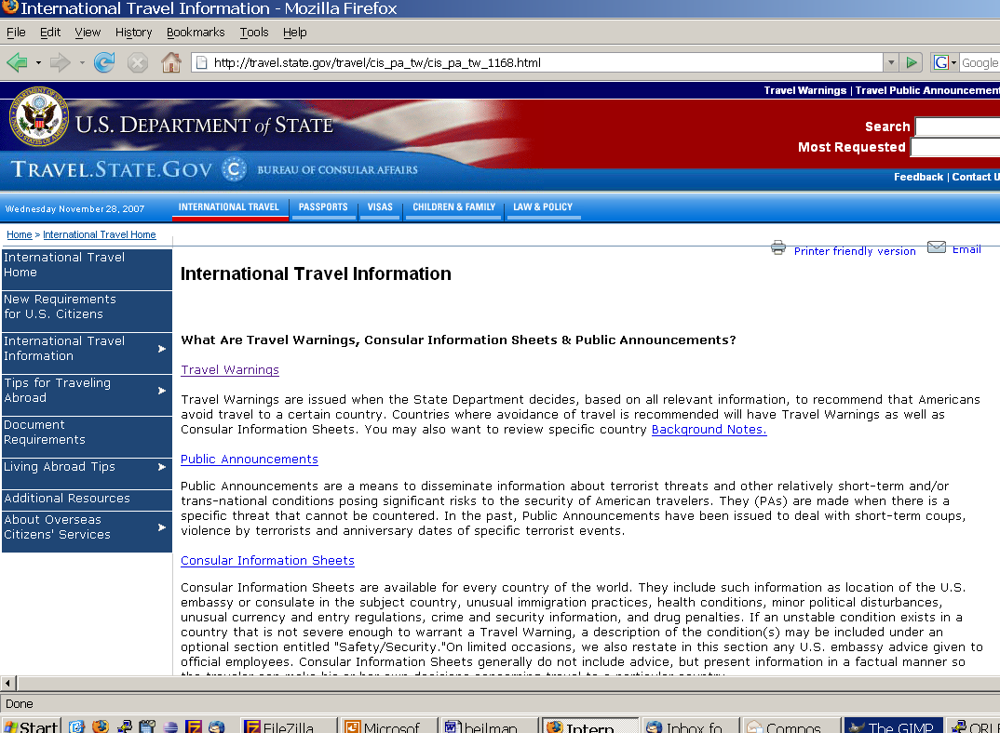 International Travel Information - Mozilla Firefox
File Edit View History Bookmarks Tools Help
http://travel.state.gov/travel/cis_pa_tw/cis_pa_tw_1168.html
G Google
Travel Warnings | Travel Public Announcemen
U.S. DEPARTMENT of STATE
Search
Most Requested
TRAVEL.STATE.GOV C BUREAU OF CONSULAR AFFAIRS
Feedback | Contact U
Wednesday November 28, 2007
INTERNATIONAL TRAVEL PASSPORTS VISAS CHILDREN & FAMILY LAW & POLICY
Home > International Travel Home
Printer friendly version Email
International Travel
Home
New Requirements
for U.S. Citizens
International Travel
Information
Tips for Traveling
Abroad
Document
Requirements
Living Abroad Tips
Additional Resources
About Overseas
Citizens' Services
International Travel Information
What Are Travel Warnings, Consular Information Sheets & Public Announcements?
Travel Warnings
Travel Warnings are issued when the State Department decides, based on all relevant information, to recommend that Americans
avoid travel to a certain country. Countries where avoidance of travel is recommended will have Travel Warnings as well as
Consular Information Sheets. You may also want to review specific country Background Notes.
Public Announcements
Public Announcements are a means to disseminate information about terrorist threats and other relatively short-term and/or
trans-national conditions posing significant risks to the security of American travelers. They (PAs) are made when there is a
specific threat that cannot be countered. In the past, Public Announcements have been issued to deal with short-term coups,
violence by terrorists and anniversary dates of specific terrorist events.
Consular Information Sheets
Consular Information Sheets are available for every country of the world. They include such information as location of the U.S.
embassy or consulate in the subject country, unusual immigration practices, health conditions, minor political disturbances,
unusual currency and entry regulations, crime and security information, and drug penalties. If an unstable condition exists in a
country that is not severe enough to warrant a Travel Warning, a description of the condition(s) may be included under an
optional section entitled "Safety/Security."On limited occasions, we also restate in this section any U.S. embassy advice given to
official employees. Consular Information Sheets generally do not include advice, but present information in a factual manner so
the traveler can make his or her own decisions concerning travel to a particular country.
Done
Start FileZilla Microsof heilman Intern Inbox fo Compos The GIMP ORL